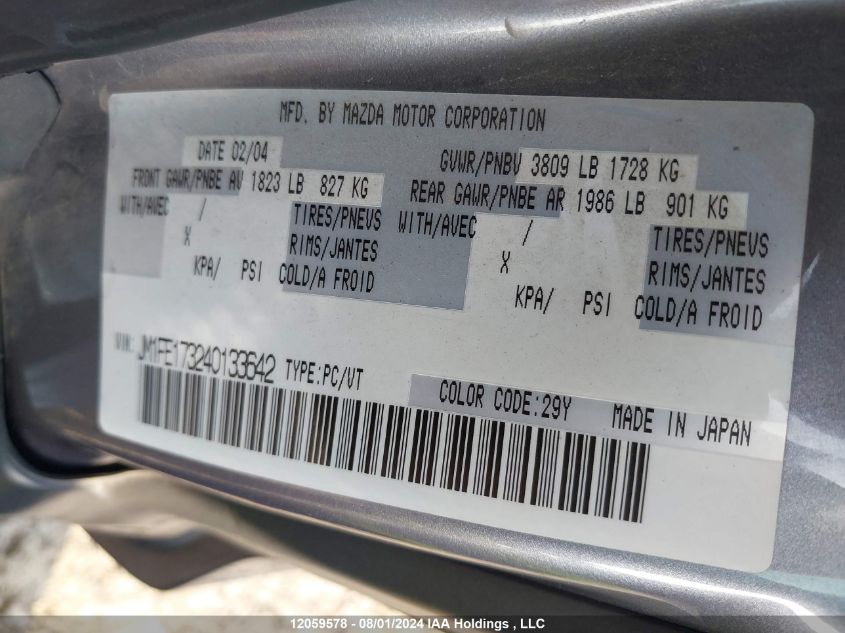 MFD. BY MAZDA MOTOR CORPORATION
DATE 02/04 GVWR/PNBV 3809 LB 1728 KG
FRONT GAWR/PNBE AV 1823 LB 827 KG REAR GAWR/PNBE AR 1986 LB 901 KG
WITH/AVEC / TIRES/PNEUS WITH/AVEC / TIRES/PNEUS
X RIMS/JANTES X RIMS/JANTES
KPA/ PSI COLD/A FROID KPA/ PSI COLD/A FROID
VIN: JM1FE173240133642 TYPE:PC/VT
COLOR CODE:29Y MADE IN JAPAN
12059578 - 08/01/2024 IAA Holdings , LLC